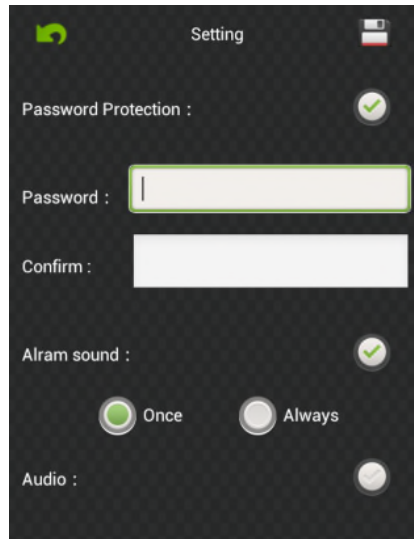 Setting
Password Protection :
Password :
Confirm :
Alram sound :
Once Always
Audio :